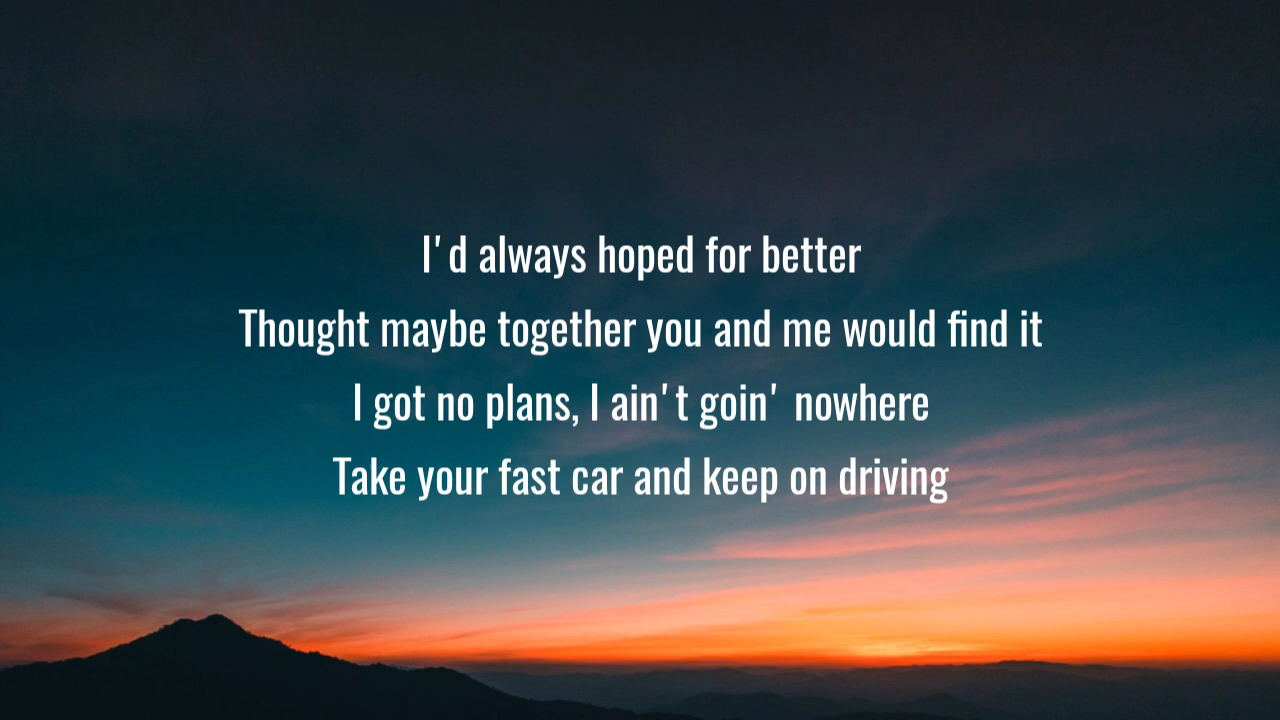 I'd always hoped for better
Thought maybe together you and me would find it
I got no plans, I ain't goin' nowhere
Take your fast car and keep on driving